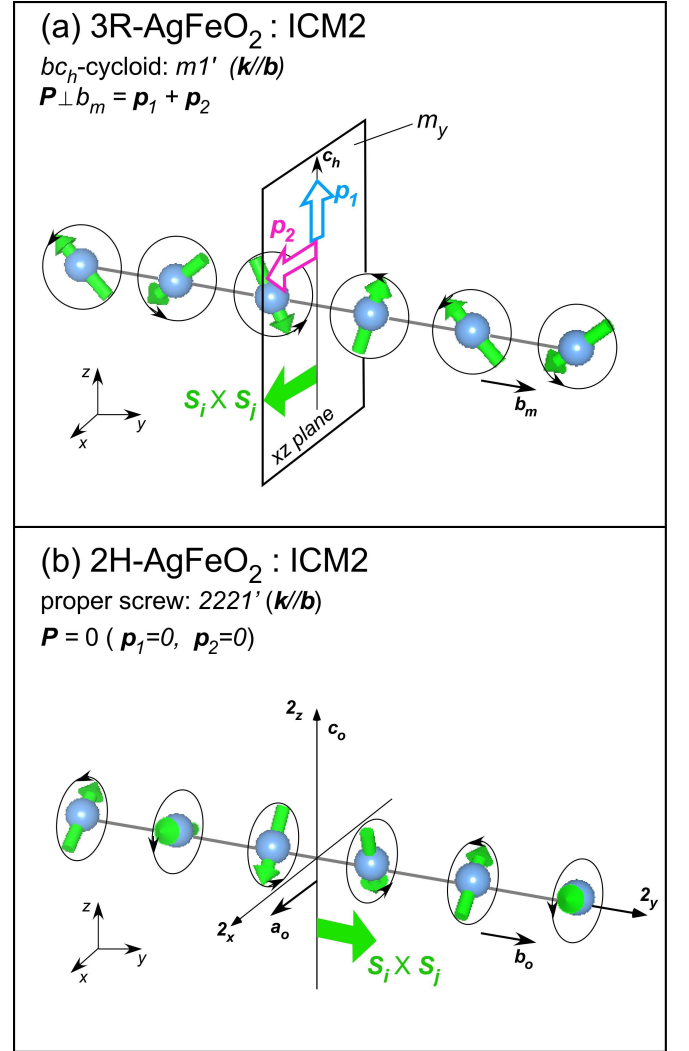 (a) 3R-AgFeO2 : ICM2
bch-cycloid: m1' (k//b)
P⊥bm = p1 + p2
my
ch
p1
p2
Si X Sj
bm
z
y
x
xz plane
(b) 2H-AgFeO2 : ICM2
proper screw: 2221' (k//b)
P = 0 ( p1=0, p2=0)
2z
co
2y
2x
ao
bo
Si X Sj
z
y
x